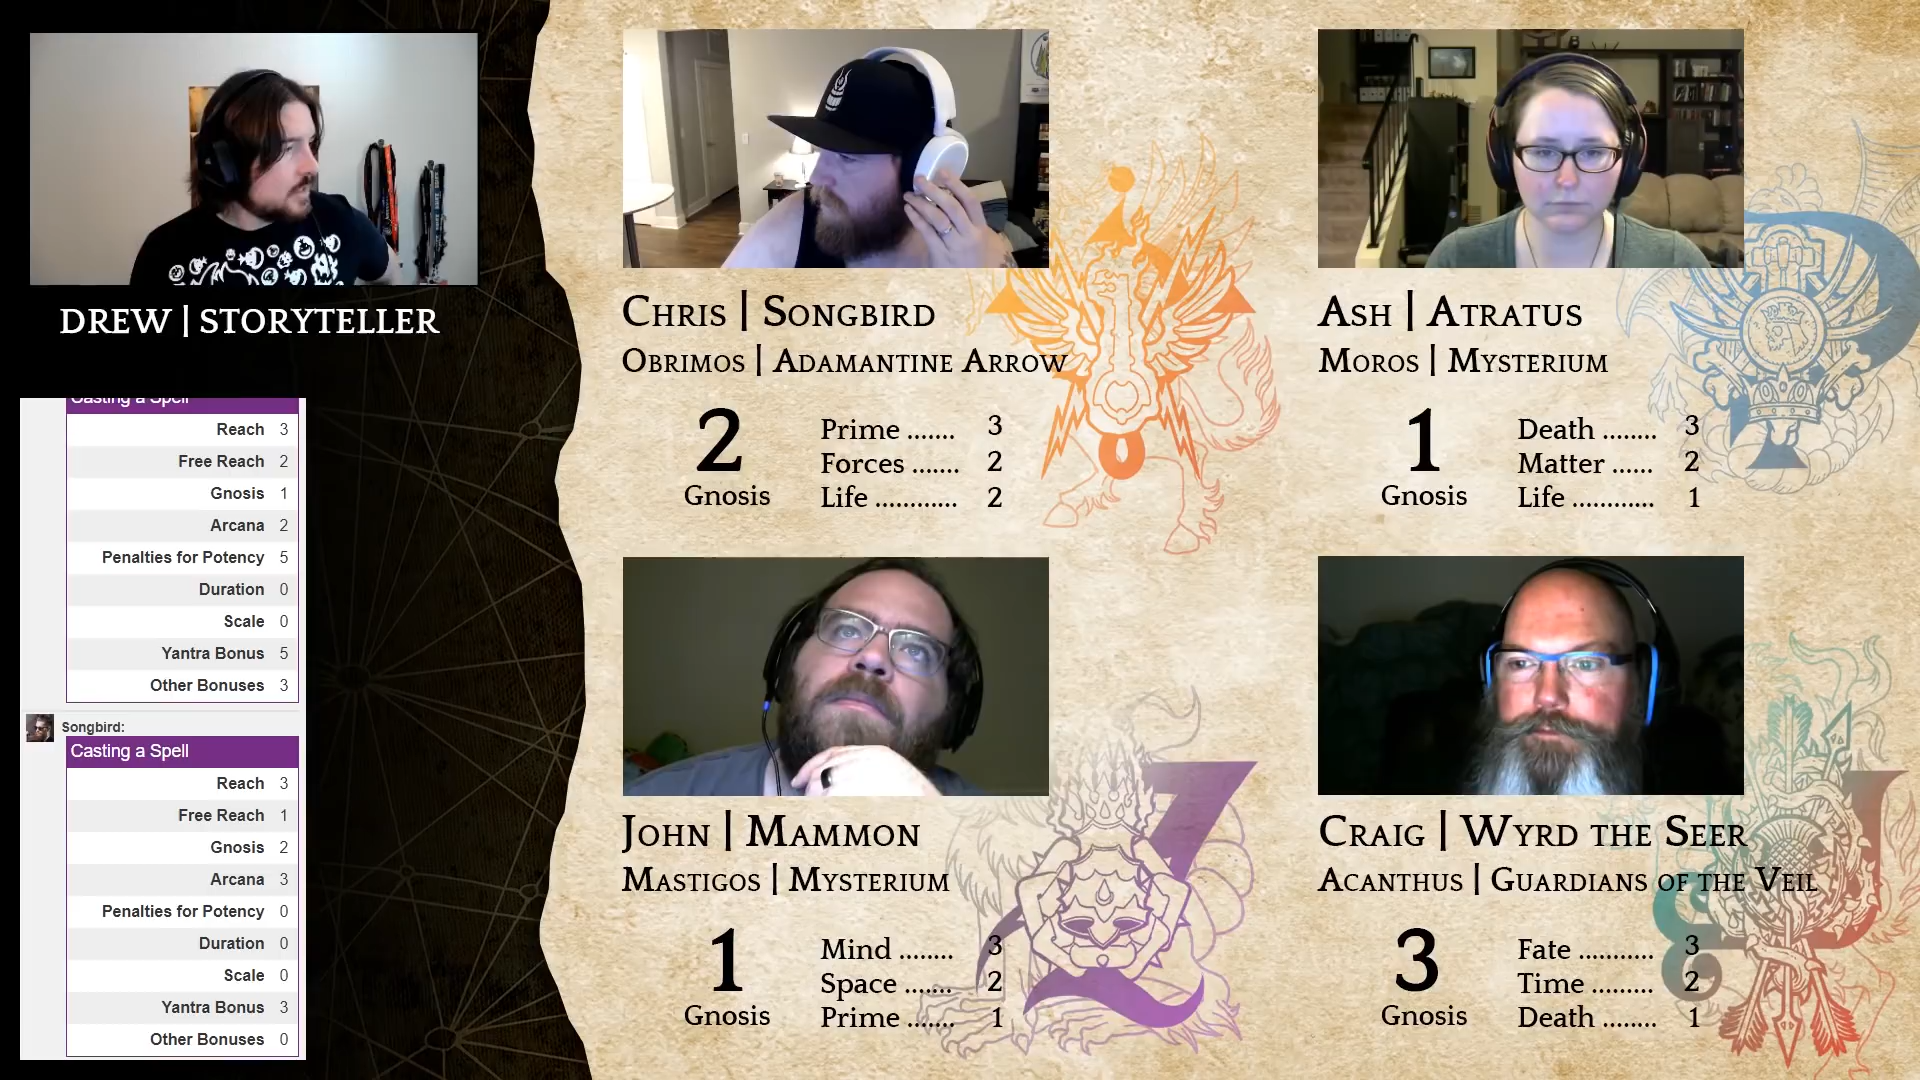 DREW | STORYTELLER
Casting a Spell
Reach 3
Free Reach 2
Gnosis 1
Arcana 2
Penalties for Potency 5
Duration 0
Scale 0
Yantra Bonus 5
Other Bonuses 3
Songbird:
Casting a Spell
Reach 3
Free Reach 1
Gnosis 2
Arcana 3
Penalties for Potency 0
Duration 0
Scale 0
Yantra Bonus 3
Other Bonuses 0
Chris | Songbird
Obrimos | Adamantine Arrow
2
Gnosis
Prime ....... 3
Forces ....... 2
Life ............ 2
Ash | Atratus
Moros | Mysterium
1
Gnosis
Death ........ 3
Matter ...... 2
Life ............ 1
John | Mammon
Mastigos | Mysterium
1
Gnosis
Mind ........ 3
Space ....... 2
Prime ....... 1
Craig | Wyrd the Seer
Acanthus | Guardians of the Veil
3
Gnosis
Fate ........... 3
Time ......... 2
Death ........ 1